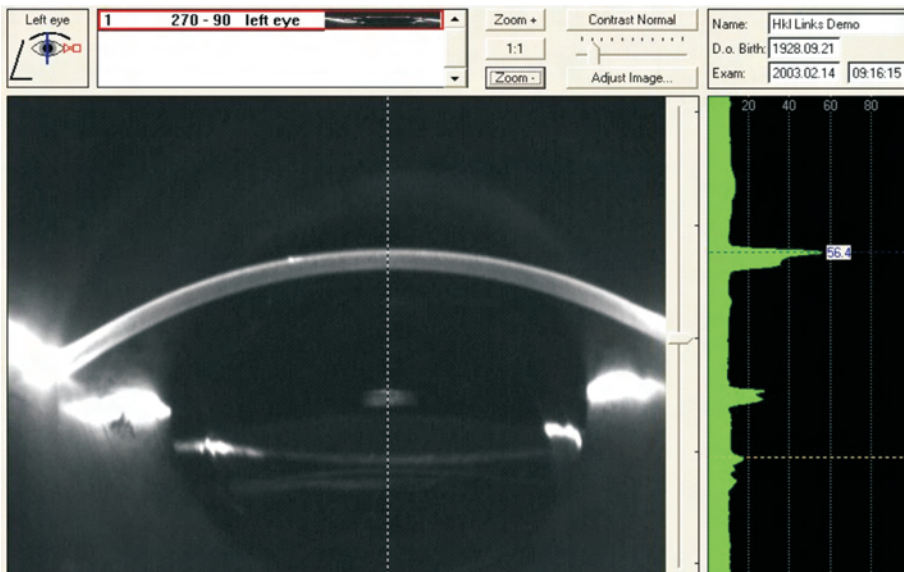 Left eye
1 270 - 90 left eye
Zoom +
1:1
Zoom -
Contrast Normal
Adjust Image...
Name: Hkl Links Demo
D.o. Birth: 1928.09.21
Exam: 2003.02.14 09:16:15
20 40 60 80
56.4